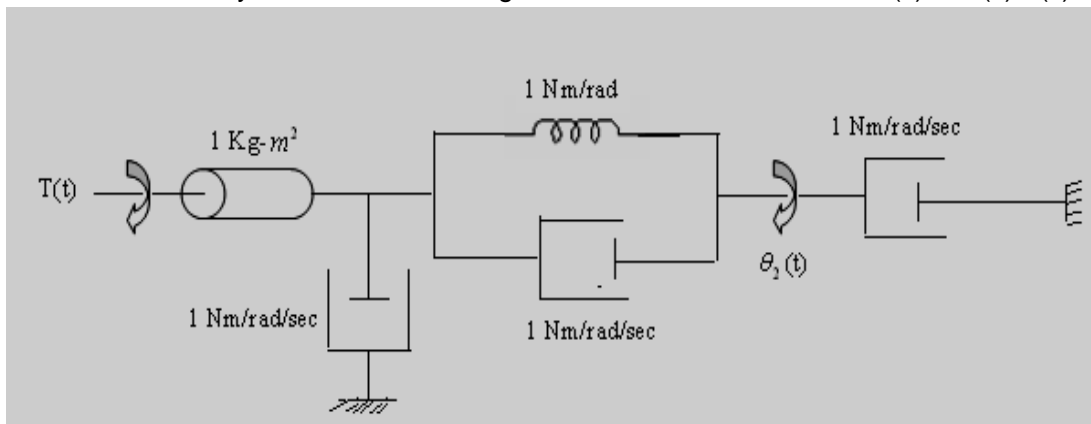 1 Nm/rad
1 Nm/rad/sec
1 Kg-m²
T(t)
θ₂(t)
1 Nm/rad/sec
1 Nm/rad/sec